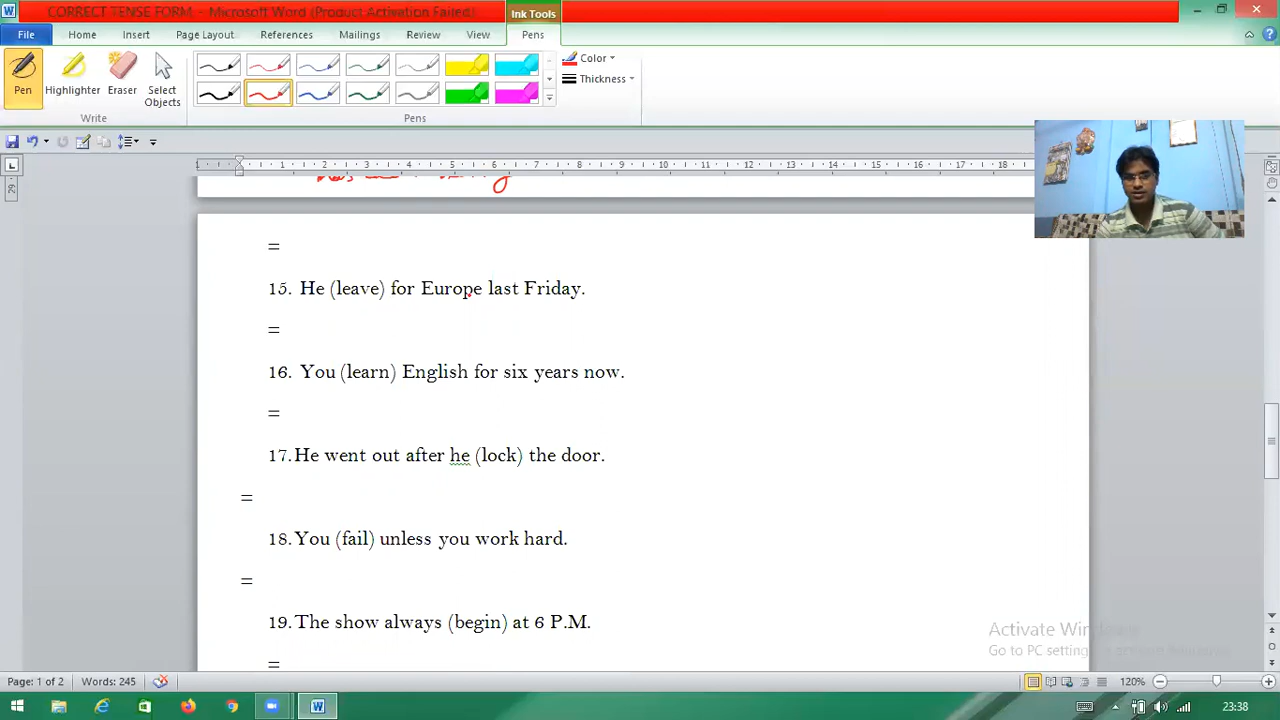 CORRECT TENSE FORM - Microsoft Word (Product Activation Failed)
Ink Tools
File Home Insert Page Layout References Mailings Review View Pens
Pen Highlighter Eraser Select Objects
Color
Thickness
Write Pens
=
15. He (leave) for Europe last Friday.
=
16. You (learn) English for six years now.
=
17. He went out after he (lock) the door.
=
18. You (fail) unless you work hard.
=
19. The show always (begin) at 6 P.M.
=
Activate
Go to PC
Page: 1 of 2 Words: 245 120%
23:38